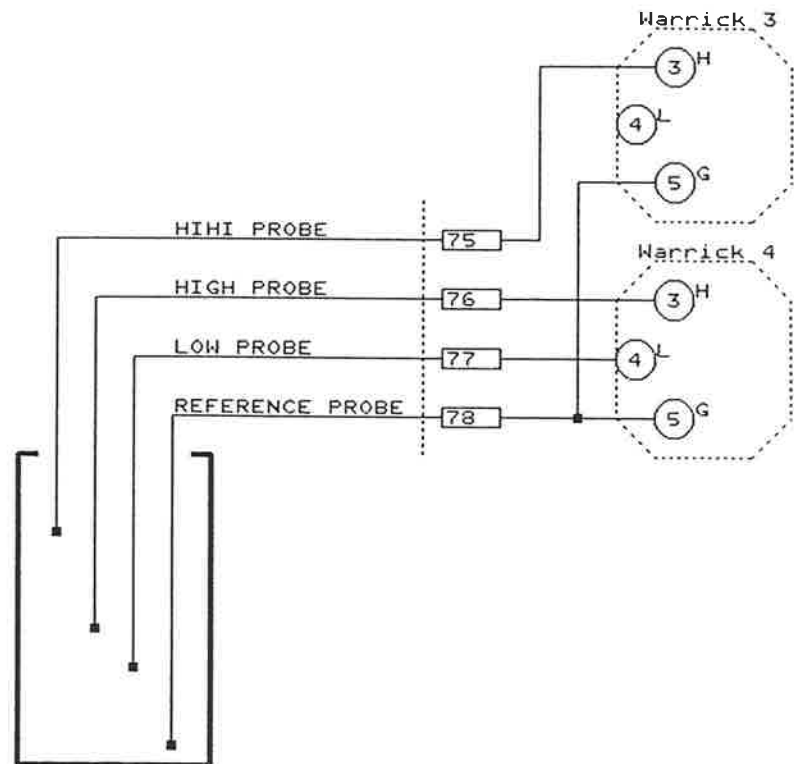 Warrick 3
3 H
4 L
5 G
HIHI PROBE 75
Warrick 4
HIGH PROBE 76 3 H
LOW PROBE 77 4 L
REFERENCE PROBE 78 5 G